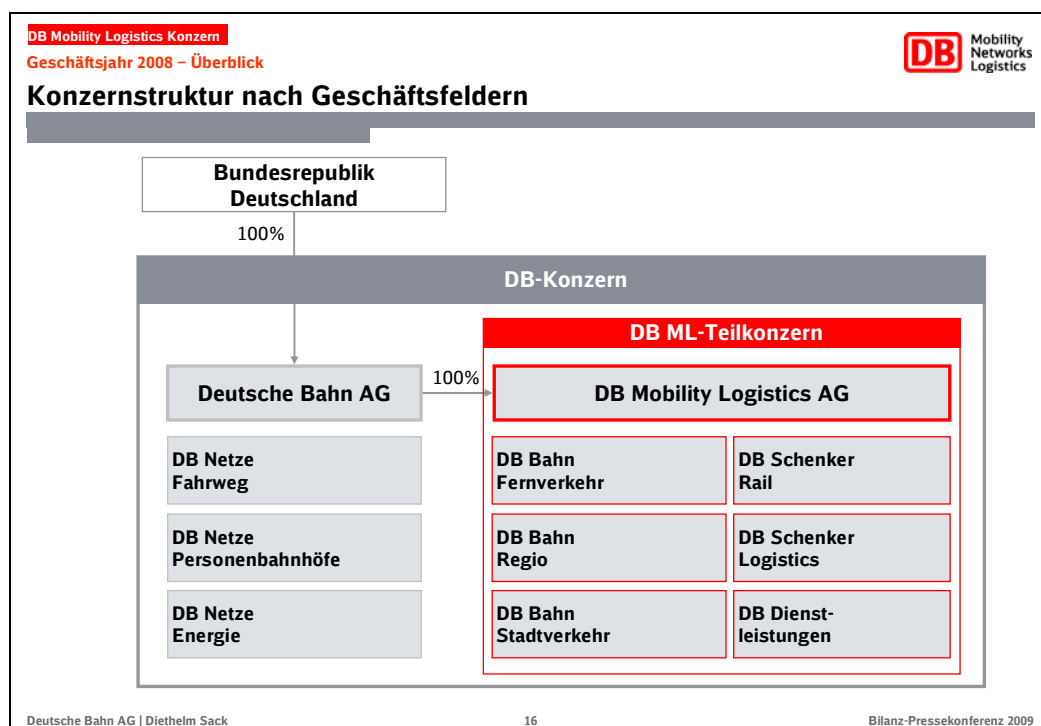 DB Mobility Logistics Konzern
Geschäftsjahr 2008 – Überblick
Konzernstruktur nach Geschäftsfeldern
DB
Mobility
Networks
Logistics
Bundesrepublik
Deutschland
100%
DB-Konzern
DB ML-Teilkonzern
Deutsche Bahn AG
100%
DB Mobility Logistics AG
DB Netze
Fahrweg
DB Bahn
Fernverkehr
DB Schenker
Rail
DB Netze
Personenbahnhöfe
DB Bahn
Regio
DB Schenker
Logistics
DB Netze
Energie
DB Bahn
Stadtverkehr
DB Dienst-
leistungen
Deutsche Bahn AG | Diethelm Sack
16
Bilanz-Pressekonferenz 2009